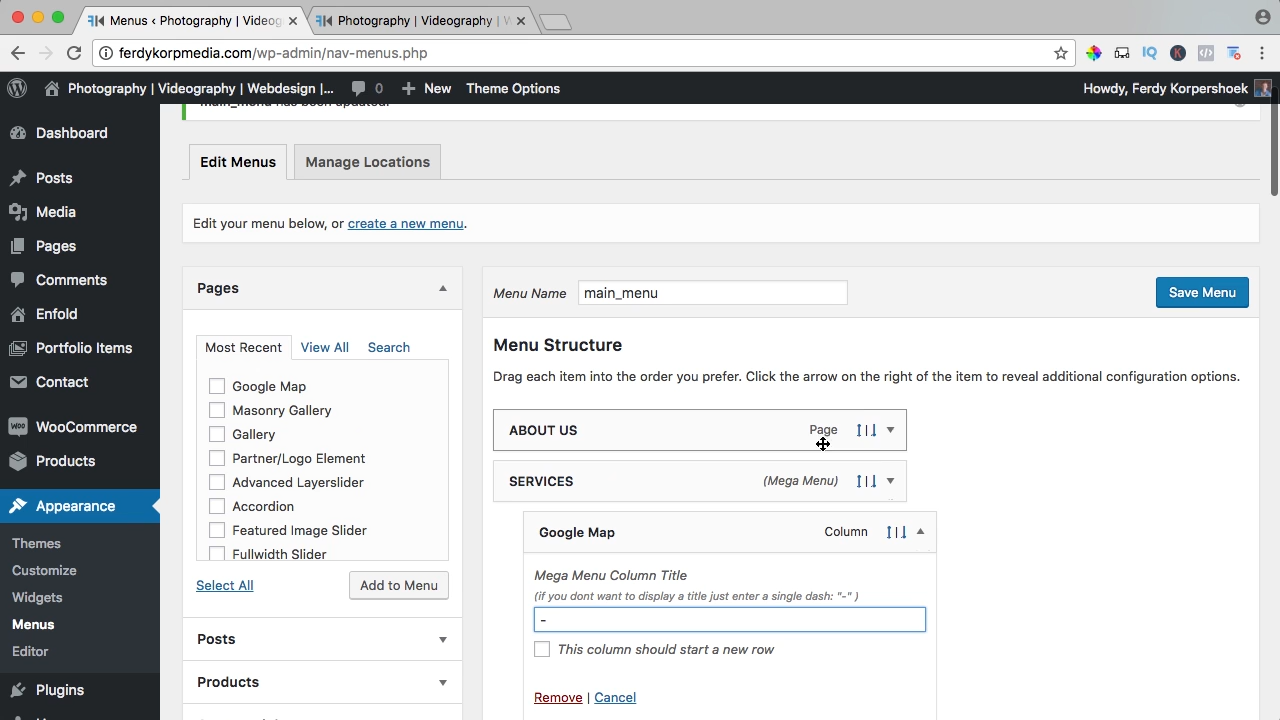 Menus ‹ Photography | Videog
Photography | Videography | W
ferdykorpmedia.com/wp-admin/nav-menus.php
Photography | Videography | Webdesign |... 0 New Theme Options Howdy, Ferdy Korpershoek
main_menu has been updated.
Dashboard
Posts
Media
Pages
Comments
Enfold
Portfolio Items
Contact
WooCommerce
Products
Appearance
Themes
Customize
Widgets
Menus
Editor
Plugins
Edit Menus Manage Locations
Edit your menu below, or create a new menu.
Pages
Most Recent View All Search
Google Map
Masonry Gallery
Gallery
Partner/Logo Element
Advanced Layerslider
Accordion
Featured Image Slider
Fullwidth Slider
Select All Add to Menu
Posts
Products
Menu Name main_menu Save Menu
Menu Structure
Drag each item into the order you prefer. Click the arrow on the right of the item to reveal additional configuration options.
ABOUT US Page
SERVICES (Mega Menu)
Google Map Column
Mega Menu Column Title
(if you dont want to display a title just enter a single dash: "-" )
-
This column should start a new row
Remove | Cancel